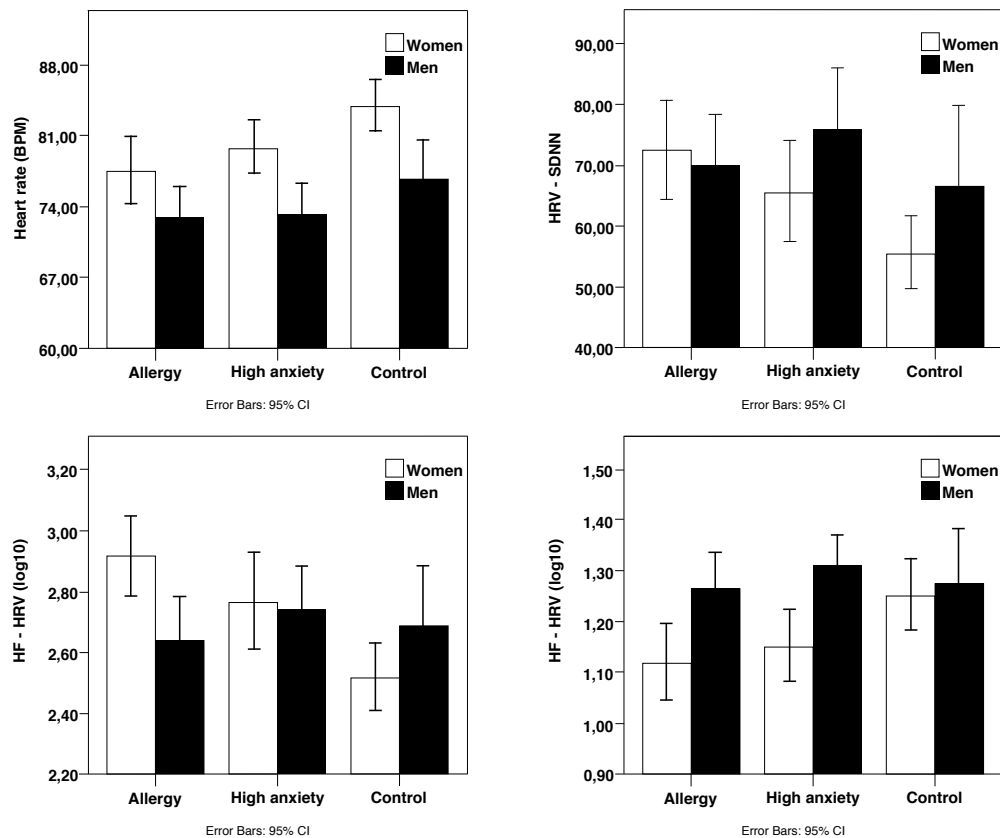 Heart rate (BPM)
88,00
81,00
74,00
67,00
60,00
Women
Men
Allergy
High anxiety
Control
Error Bars: 95% CI
HRV - SDNN
90,00
80,00
70,00
60,00
50,00
40,00
Women
Men
Allergy
High anxiety
Control
Error Bars: 95% CI
HF - HRV (log10)
3,20
3,00
2,80
2,60
2,40
2,20
Women
Men
Allergy
High anxiety
Control
Error Bars: 95% CI
HF - HRV (log10)
1,50
1,40
1,30
1,20
1,10
1,00
0,90
Women
Men
Allergy
High anxiety
Control
Error Bars: 95% CI